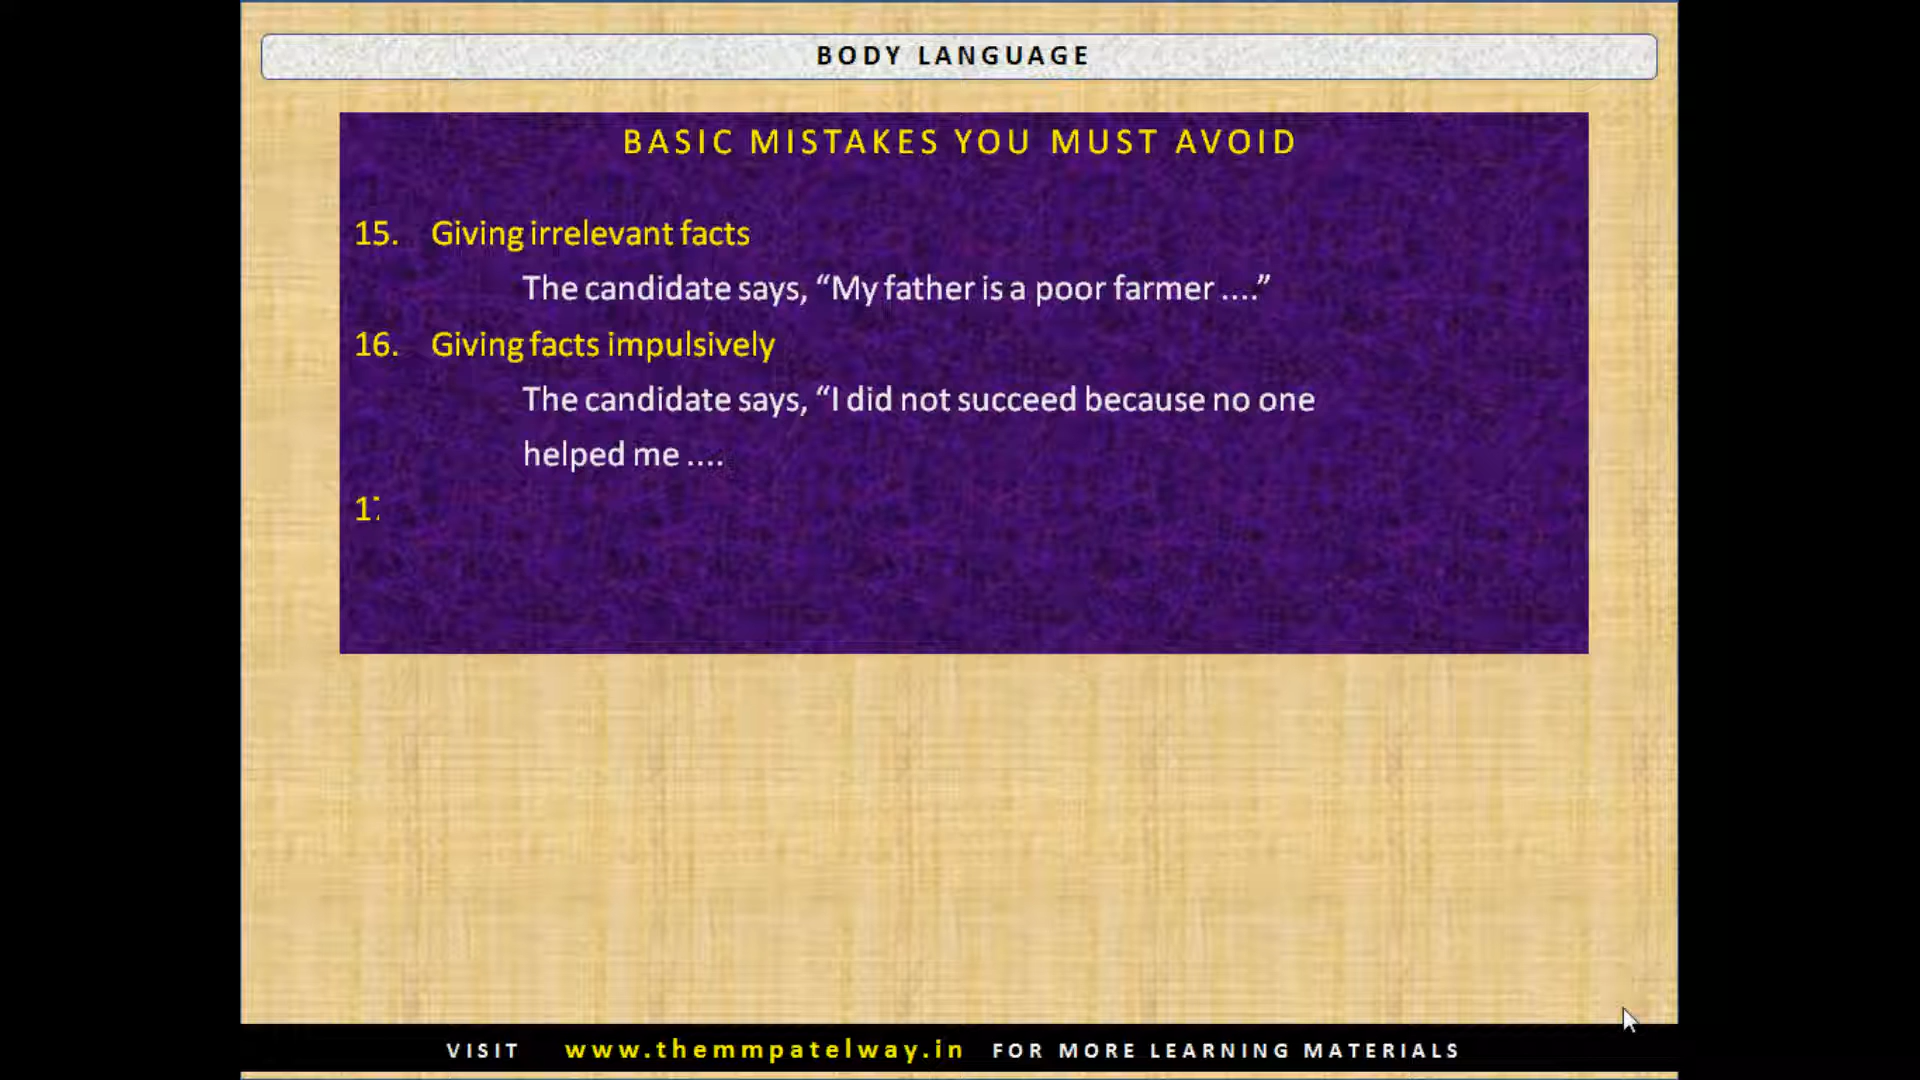 BODY LANGUAGE
BASIC MISTAKES YOU MUST AVOID
15. Giving irrelevant facts
The candidate says, “My father is a poor farmer ....”
16. Giving facts impulsively
The candidate says, “I did not succeed because no one
helped me ....
VISIT www.themmpatelway.in FOR MORE LEARNING MATERIALS